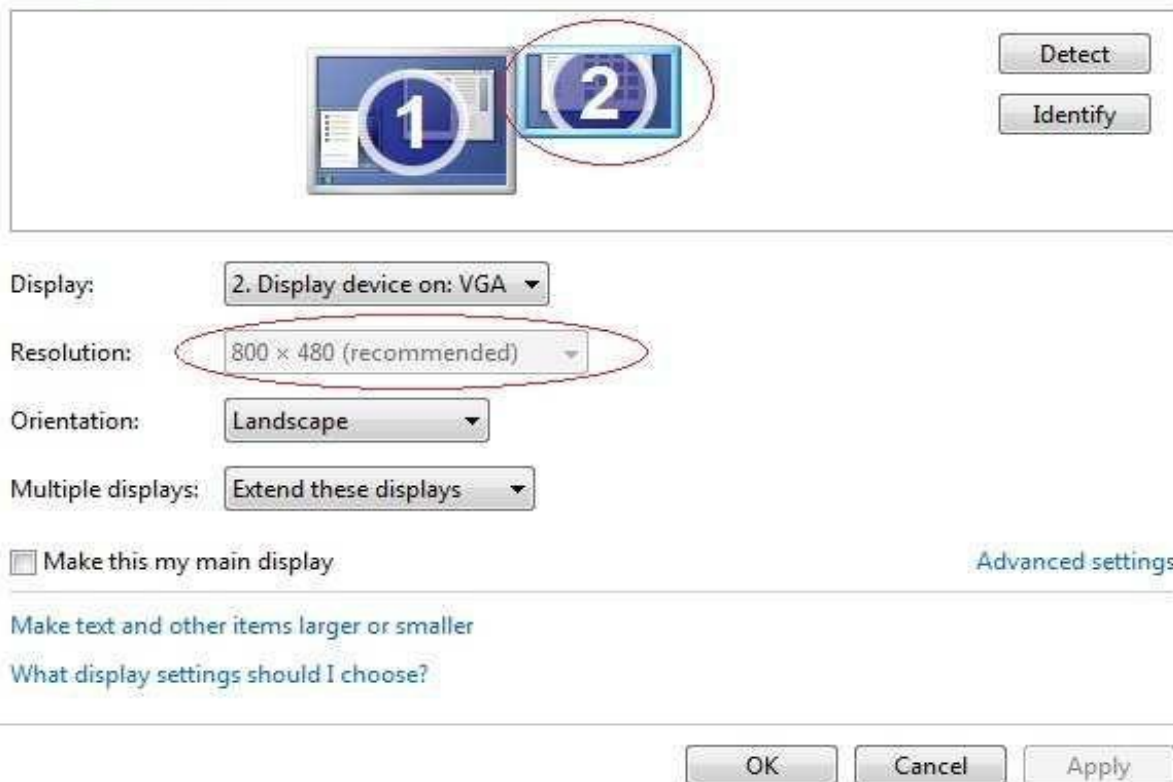 1
2
Detect
Identify
Display: 2. Display device on: VGA
Resolution: 800 × 480 (recommended)
Orientation: Landscape
Multiple displays: Extend these displays
Make this my main display
Advanced settings
Make text and other items larger or smaller
What display settings should I choose?
OK Cancel Apply